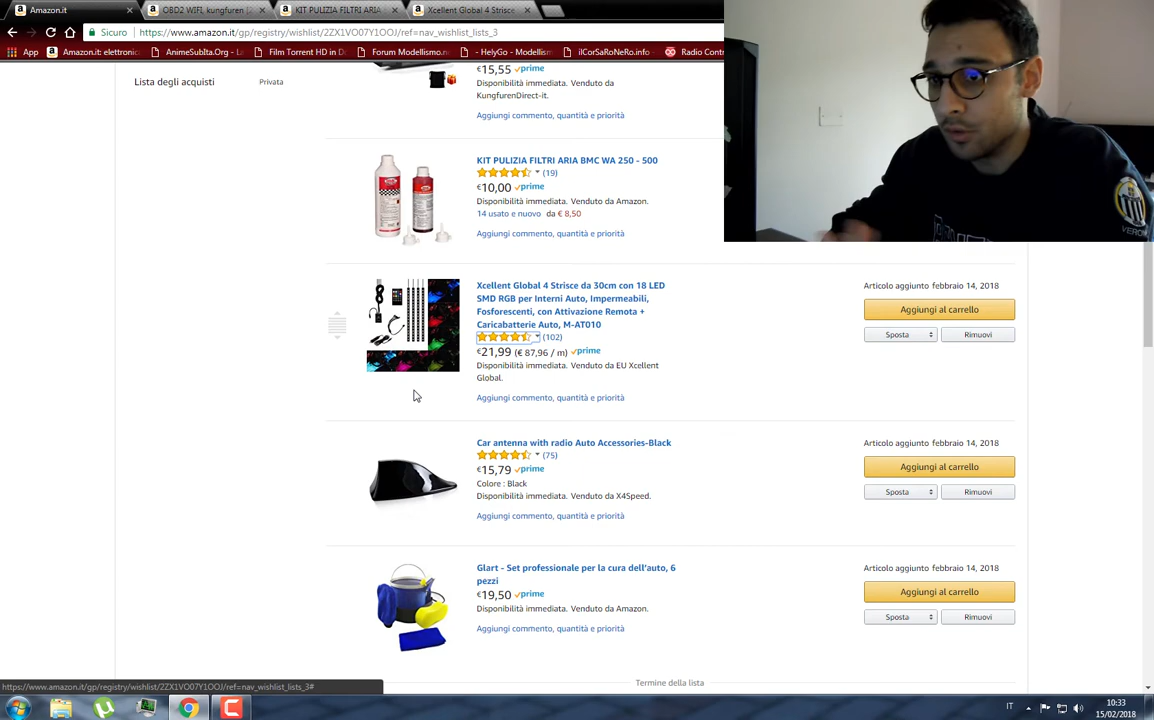 Amazon.it
OBD2 WIFI, kungfuren
KIT PULIZIA FILTRI ARIA
Xcellent Global 4 Strisce
Sicuro
https://www.amazon.it/gp/registry/wishlist/2ZX1VO07Y1OOJ/ref=nav_wishlist_lists_3
App
Amazon.it: elettronic
AnimeSubIta.Org - La
Film Torrent HD in D
Forum Modellismo.n
- HelyGo - Modellism
ilCorSaRoNeRo.info -
Radio Contr
Lista degli acquisti
Privata
€15,55 prime
Disponibilità immediata. Venduto da
KungfurenDirect-it.
Aggiungi commento, quantità e priorità
KIT PULIZIA FILTRI ARIA BMC WA 250 - 500
(19)
€10,00 prime
Disponibilità immediata. Venduto da Amazon.
14 usato e nuovo da € 8,50
Aggiungi commento, quantità e priorità
Xcellent Global 4 Strisce da 30cm con 18 LED
SMD RGB per Interni Auto, Impermeabili,
Fosforescenti, con Attivazione Remota +
Caricabatterie Auto, M-AT010
(102)
€21,99 (€ 87,96 / m) prime
Disponibilità immediata. Venduto da EU Xcellent
Global.
Aggiungi commento, quantità e priorità
Articolo aggiunto febbraio 14, 2018
Aggiungi al carrello
Sposta
Rimuovi
Car antenna with radio Auto Accessories-Black
(75)
€15,79 prime
Colore : Black
Disponibilità immediata. Venduto da X4Speed.
Aggiungi commento, quantità e priorità
Articolo aggiunto febbraio 14, 2018
Aggiungi al carrello
Sposta
Rimuovi
Glart - Set professionale per la cura dell'auto, 6
pezzi
€19,50 prime
Disponibilità immediata. Venduto da Amazon.
Aggiungi commento, quantità e priorità
Articolo aggiunto febbraio 14, 2018
Aggiungi al carrello
Sposta
Rimuovi
Termine della lista
https://www.amazon.it/gp/registry/wishlist/2ZX1VO07Y1OOJ/ref=nav_wishlist_lists_3#
IT
10:33
15/02/2018
VERON